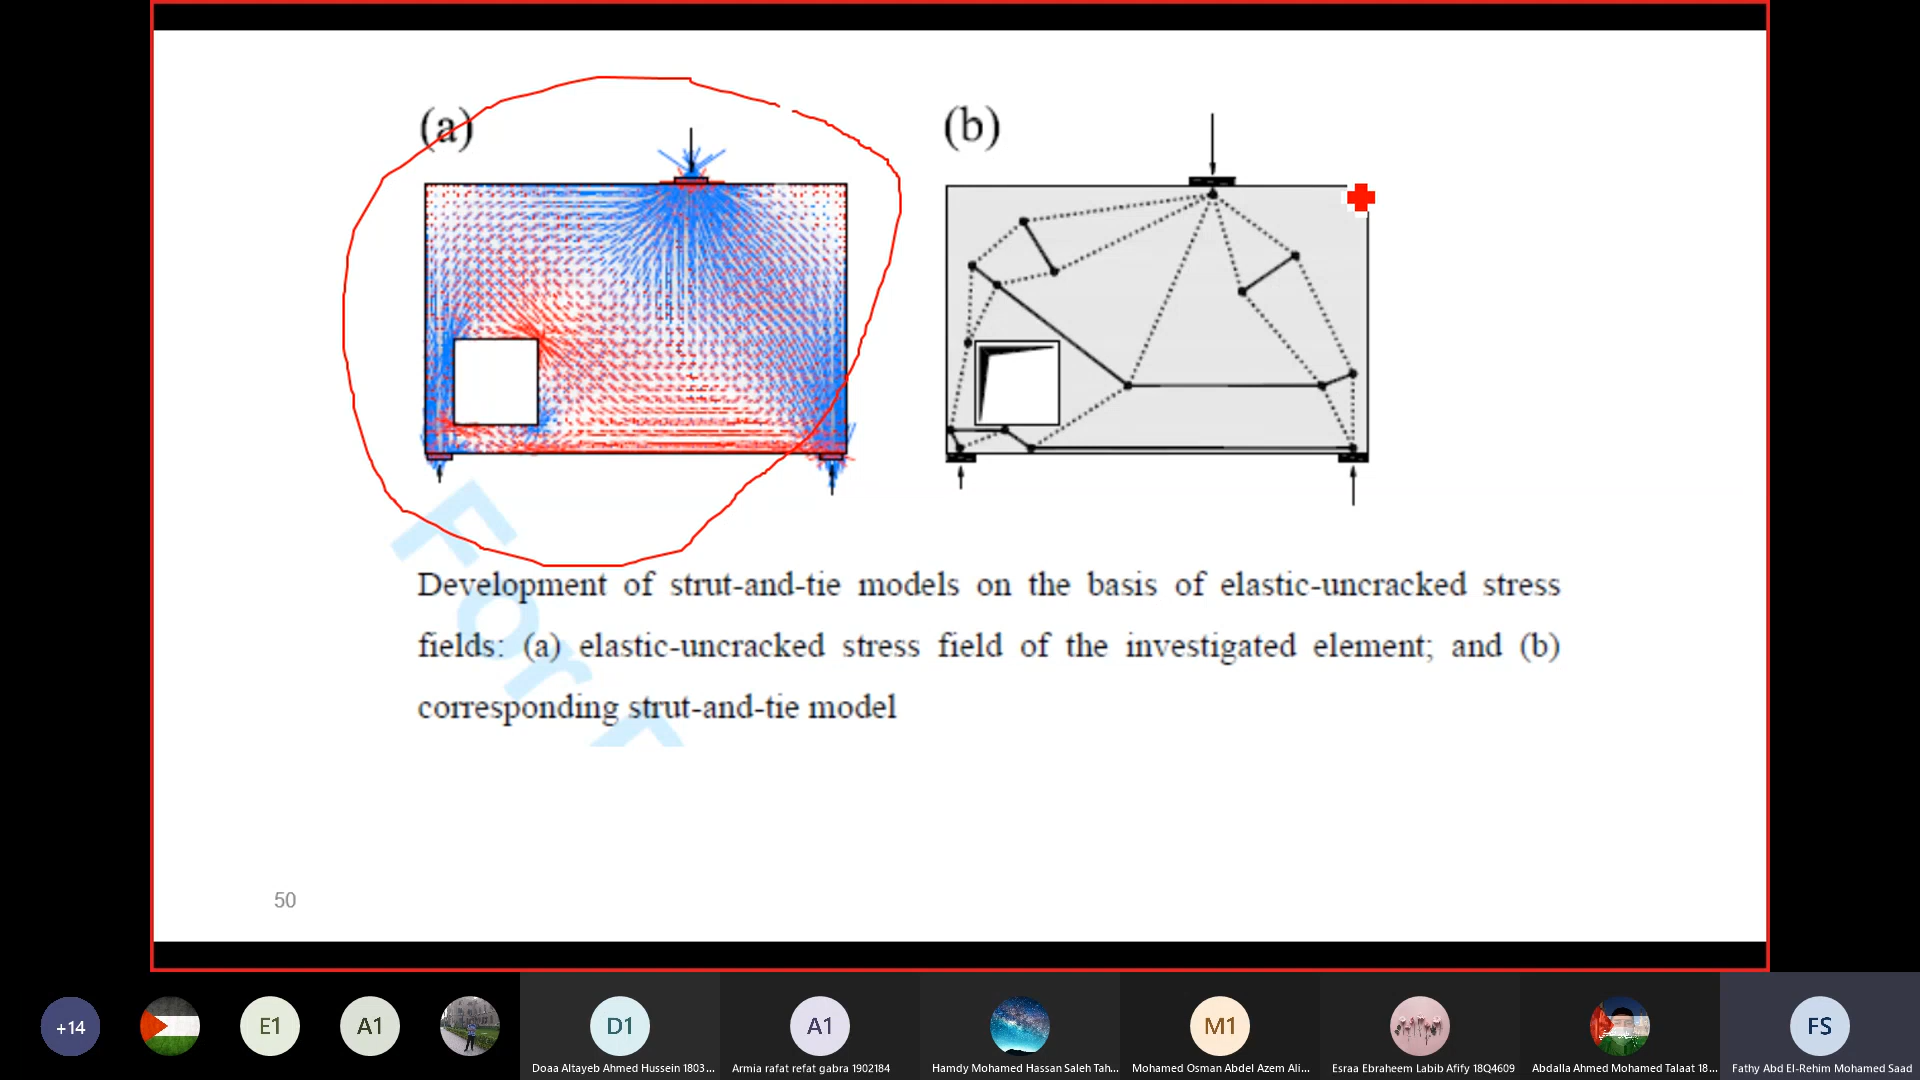 (a)
(b)
Development of strut-and-tie models on the basis of elastic-uncracked stress
fields: (a) elastic-uncracked stress field of the investigated element; and (b)
corresponding strut-and-tie model
For
50
+14
E1
A1
D1
A1
M1
FS
Doaa Altayeb Ahmed Hussein 1803...
Armia rafat refat gabra 1902184
Hamdy Mohamed Hassan Saleh Tah...
Mohamed Osman Abdel Azem Ali...
Esraa Ebraheem Labib Afify 18Q4609
Abdalla Ahmed Mohamed Talaat 18...
Fathy Abd El-Rehim Mohamed Saad